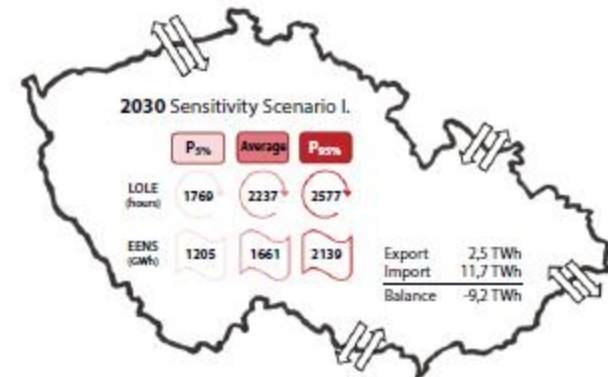 2030 Sensitivity Scenario I.
P5% Average P95%
LOLE (hours) 1769 2237 2577
EENS (GWh) 1205 1661 2139
Export 2,5 TWh
Import 11,7 TWh
Balance -9,2 TWh